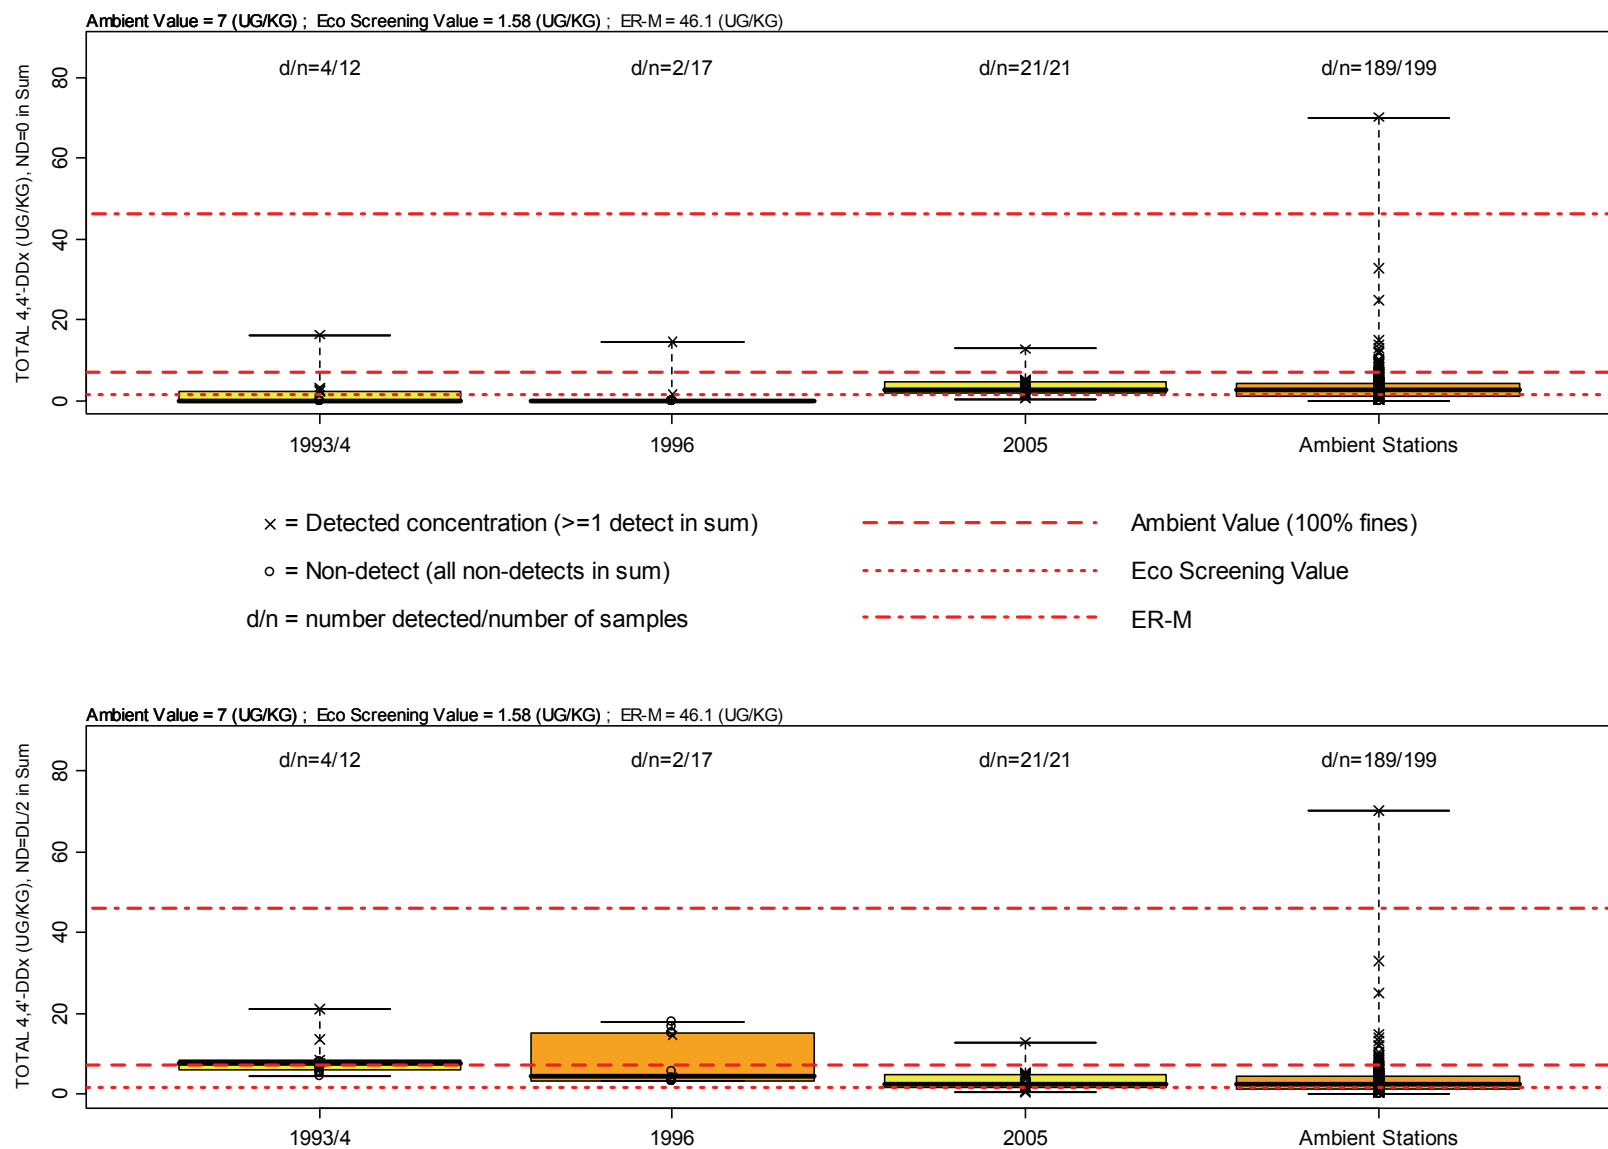 Ambient Value = 7 (UG/KG) ; Eco Screening Value = 1.58 (UG/KG) ; ER-M = 46.1 (UG/KG)
TOTAL 4,4'-DDx (UG/KG), ND=0 in Sum
80
60
40
20
0
d/n=4/12
d/n=2/17
d/n=21/21
d/n=189/199
1993/4
1996
2005
Ambient Stations
× = Detected concentration (>=1 detect in sum)
o = Non-detect (all non-detects in sum)
d/n = number detected/number of samples
Ambient Value (100% fines)
Eco Screening Value
ER-M
Ambient Value = 7 (UG/KG) ; Eco Screening Value = 1.58 (UG/KG) ; ER-M = 46.1 (UG/KG)
TOTAL 4,4'-DDx (UG/KG), ND=DL/2 in Sum
80
60
40
20
0
d/n=4/12
d/n=2/17
d/n=21/21
d/n=189/199
1993/4
1996
2005
Ambient Stations